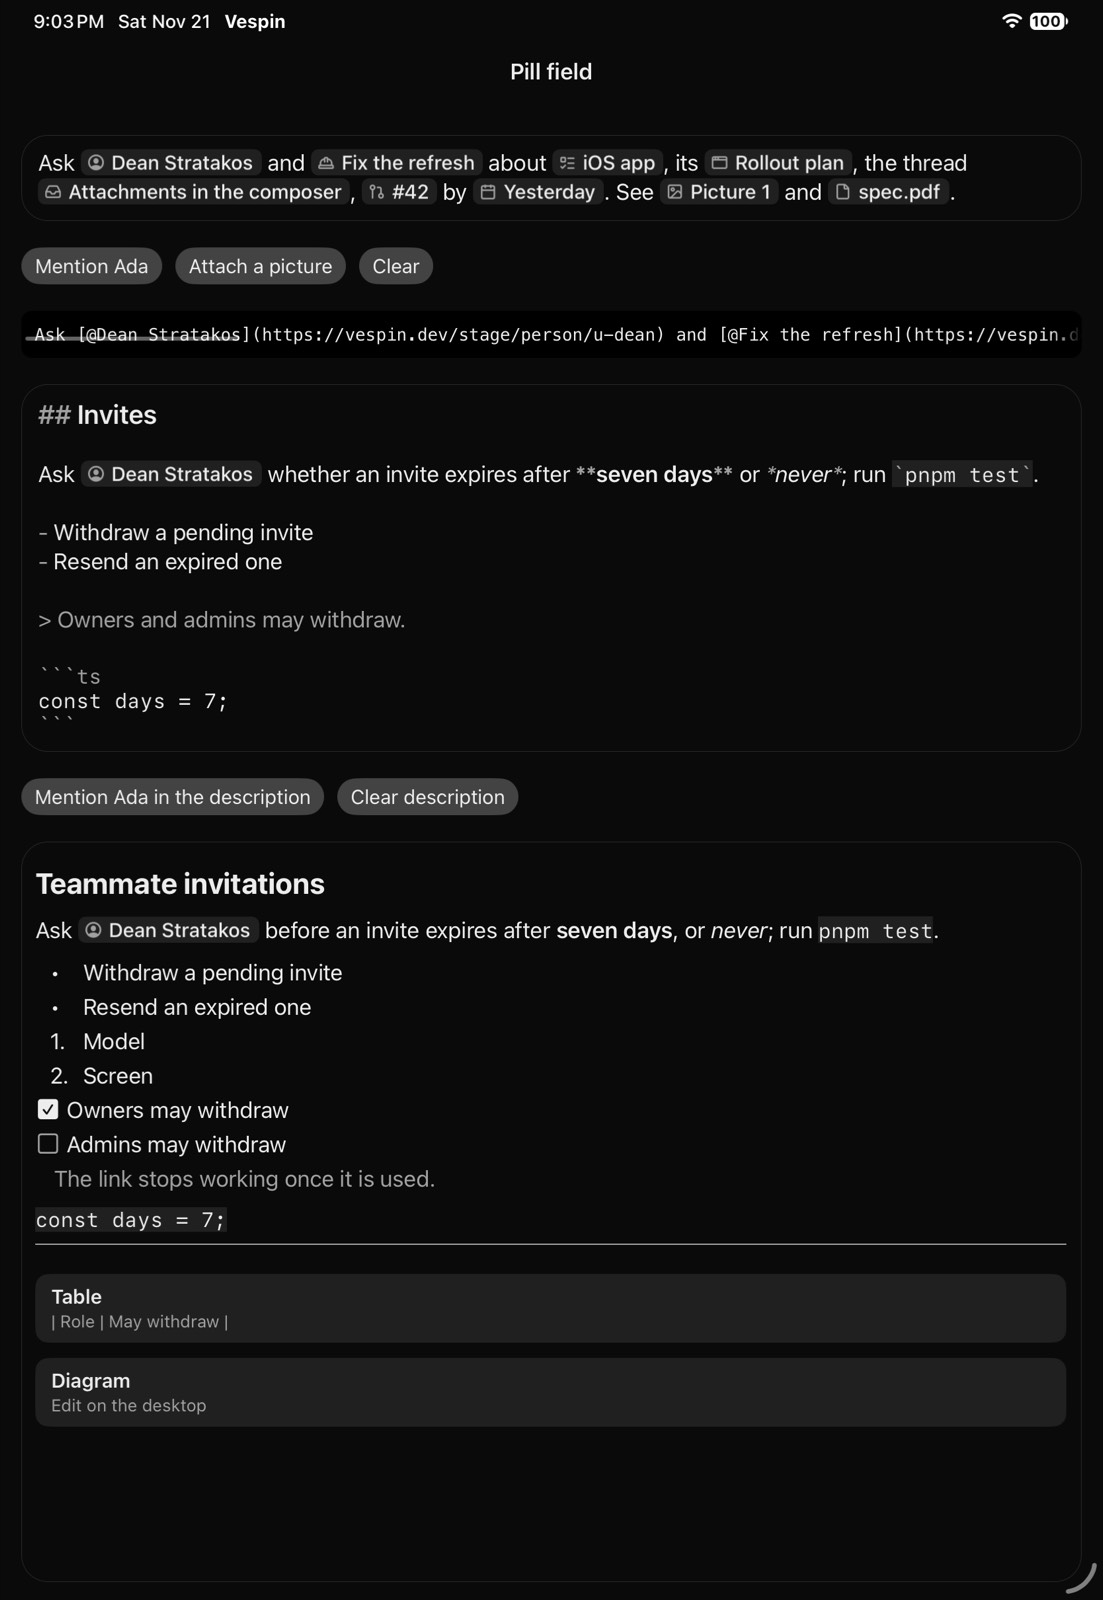 9:03 PM Sat Nov 21 Vespin
100
Pill field
Ask Dean Stratakos and Fix the refresh about iOS app, its Rollout plan, the thread
Attachments in the composer, #42 by Yesterday. See Picture 1 and spec.pdf.
Mention Ada Attach a picture Clear
Ask [@Dean Stratakos](https://vespin.dev/stage/person/u-dean) and [@Fix the refresh](https://vespin.d
## Invites
Ask Dean Stratakos whether an invite expires after **seven days** or *never*; run `pnpm test`.
- Withdraw a pending invite
- Resend an expired one
> Owners and admins may withdraw.
```ts
const days = 7;
```
Mention Ada in the description Clear description
Teammate invitations
Ask Dean Stratakos before an invite expires after seven days, or never; run pnpm test.
• Withdraw a pending invite
• Resend an expired one
1. Model
2. Screen
Owners may withdraw
Admins may withdraw
The link stops working once it is used.
const days = 7;
Table
| Role | May withdraw |
Diagram
Edit on the desktop